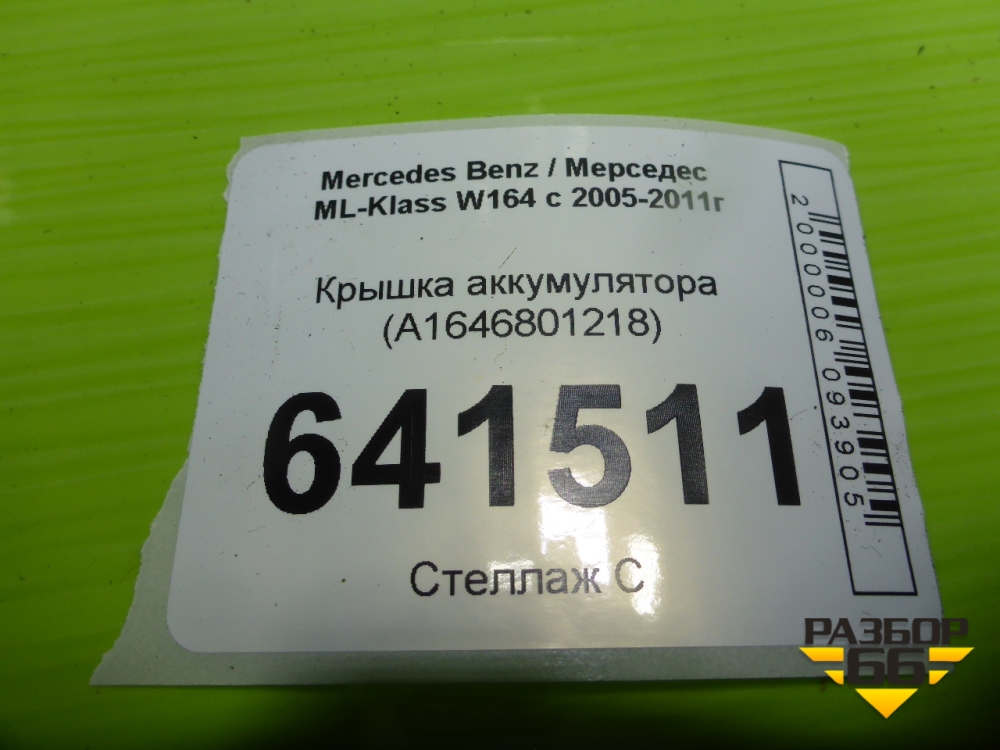 Mercedes Benz / Мерседес
ML-Klass W164 с 2005-2011г
Крышка аккумулятора
(A1646801218)
641511
Стеллаж С
2000006093905
РАЗБОР
66